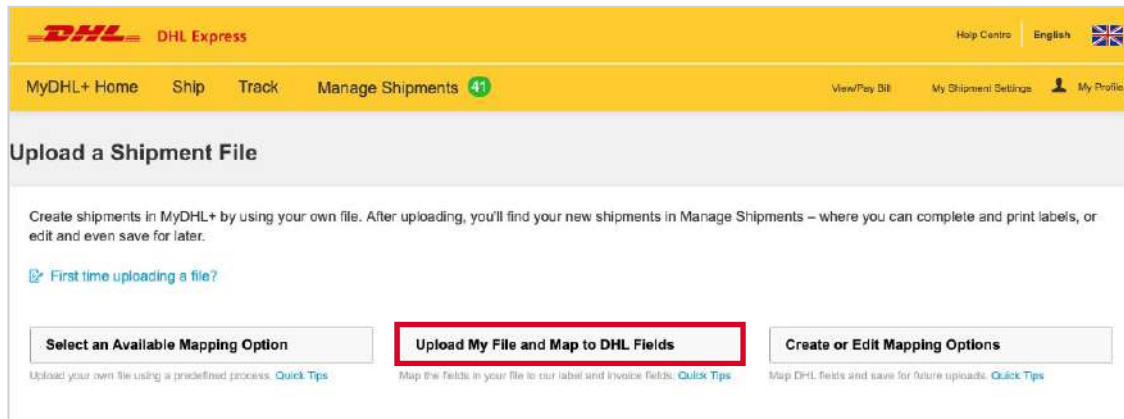 DHL DHL Express
Help Centre English
MyDHL+ Home Ship Track Manage Shipments 41
View/Pay Bill My Shipment Settings My Profile
Upload a Shipment File
Create shipments in MyDHL+ by using your own file. After uploading, you'll find your new shipments in Manage Shipments – where you can complete and print labels, or
edit and even save for later.
First time uploading a file?
Select an Available Mapping Option
Upload your own file using a predefined process. Quick Tips
Upload My File and Map to DHL Fields
Map the fields in your file to our label and invoice fields. Quick Tips
Create or Edit Mapping Options
Map DHL fields and save for future uploads. Quick Tips